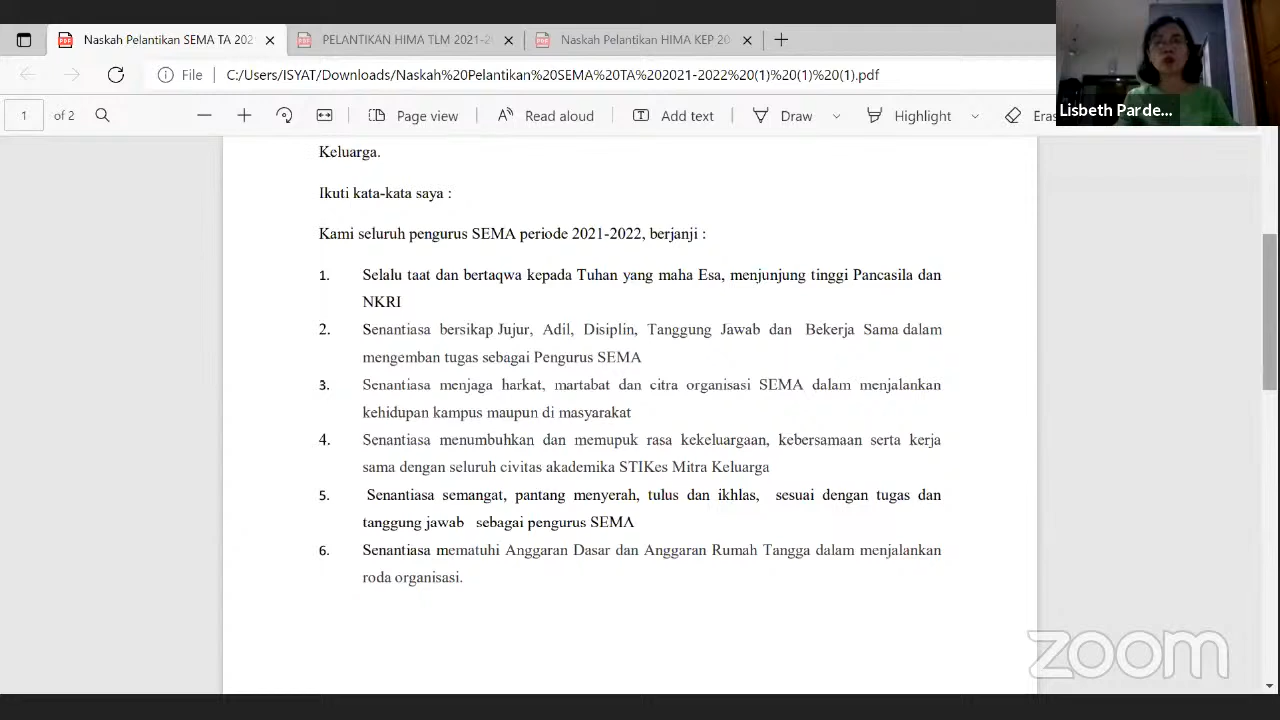 Naskah Pelantikan SEMA TA 202
PELANTIKAN HIMA TLM 2021-2
Naskah Pelantikan HIMA KEP 20
File C:/Users/ISYAT/Downloads/Naskah%20Pelantikan%20SEMA%20TA%202021-2022%20(1)%20(1)%20(1).pdf
Lisbeth Parde...
1 of 2 Page view Read aloud Add text Draw Highlight Eras
Keluarga.
Ikuti kata-kata saya :
Kami seluruh pengurus SEMA periode 2021-2022, berjanji :
1. Selalu taat dan bertaqwa kepada Tuhan yang maha Esa, menjunjung tinggi Pancasila dan
NKRI
2. Senantiasa bersikap Jujur, Adil, Disiplin, Tanggung Jawab dan Bekerja Sama dalam
mengemban tugas sebagai Pengurus SEMA
3. Senantiasa menjaga harkat, martabat dan citra organisasi SEMA dalam menjalankan
kehidupan kampus maupun di masyarakat
4. Senantiasa menumbuhkan dan memupuk rasa kekeluargaan, kebersamaan serta kerja
sama dengan seluruh civitas akademika STIKes Mitra Keluarga
5. Senantiasa semangat, pantang menyerah, tulus dan ikhlas, sesuai dengan tugas dan
tanggung jawab sebagai pengurus SEMA
6. Senantiasa mematuhi Anggaran Dasar dan Anggaran Rumah Tangga dalam menjalankan
roda organisasi.
zoom